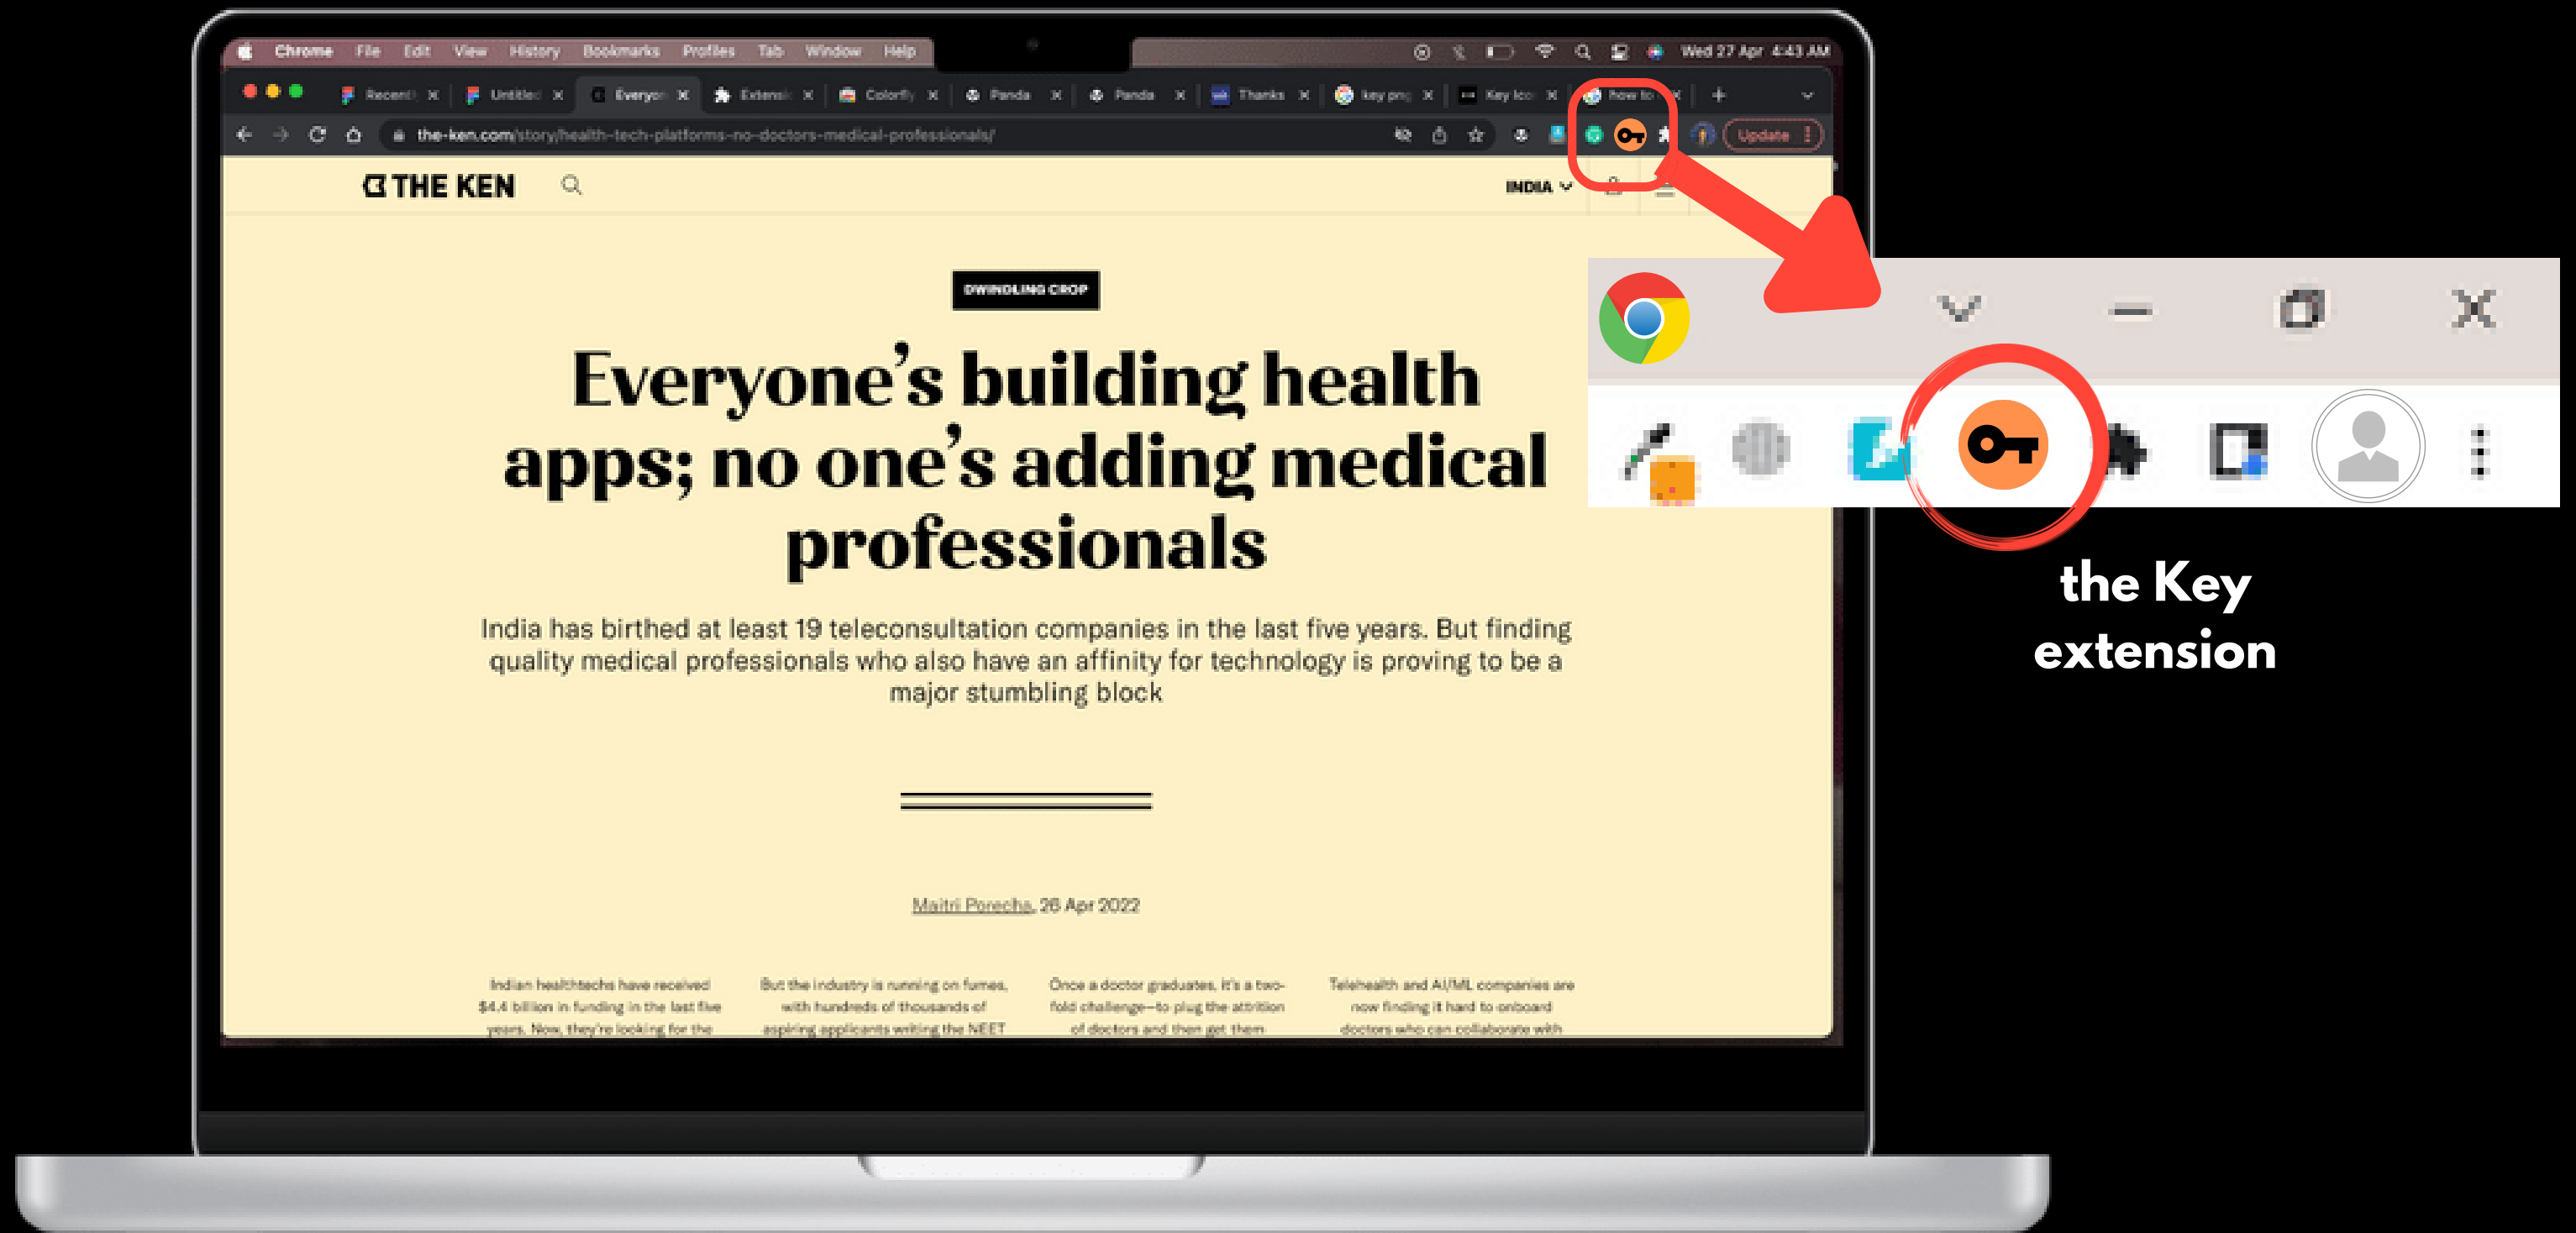 Chrome File Edit View History Bookmarks Profiles Tab Window Help Wed 27 Apr 4:43 AM
Recent Untitled Everyon Extensi Colorfly Panda Panda Thanks key png Key Ico how to
the-ken.com/story/health-tech-platforms-no-doctors-medical-professionals/ Update
THE KEN INDIA
DWINDLING CROP
Everyone's building health
apps; no one's adding medical
professionals
India has birthed at least 19 teleconsultation companies in the last five years. But finding
quality medical professionals who also have an affinity for technology is proving to be a
major stumbling block
Maitri Porecha, 26 Apr 2022
Indian healthtechs have received
$4.4 billion in funding in the last five
years. Now, they're looking for the
But the industry is running on fumes,
with hundreds of thousands of
aspiring applicants writing the NEET
Once a doctor graduates, it's a two-
fold challenge—to plug the attrition
of doctors and then get them
Telehealth and AI/ML companies are
now finding it hard to onboard
doctors who can collaborate with
the Key
extension